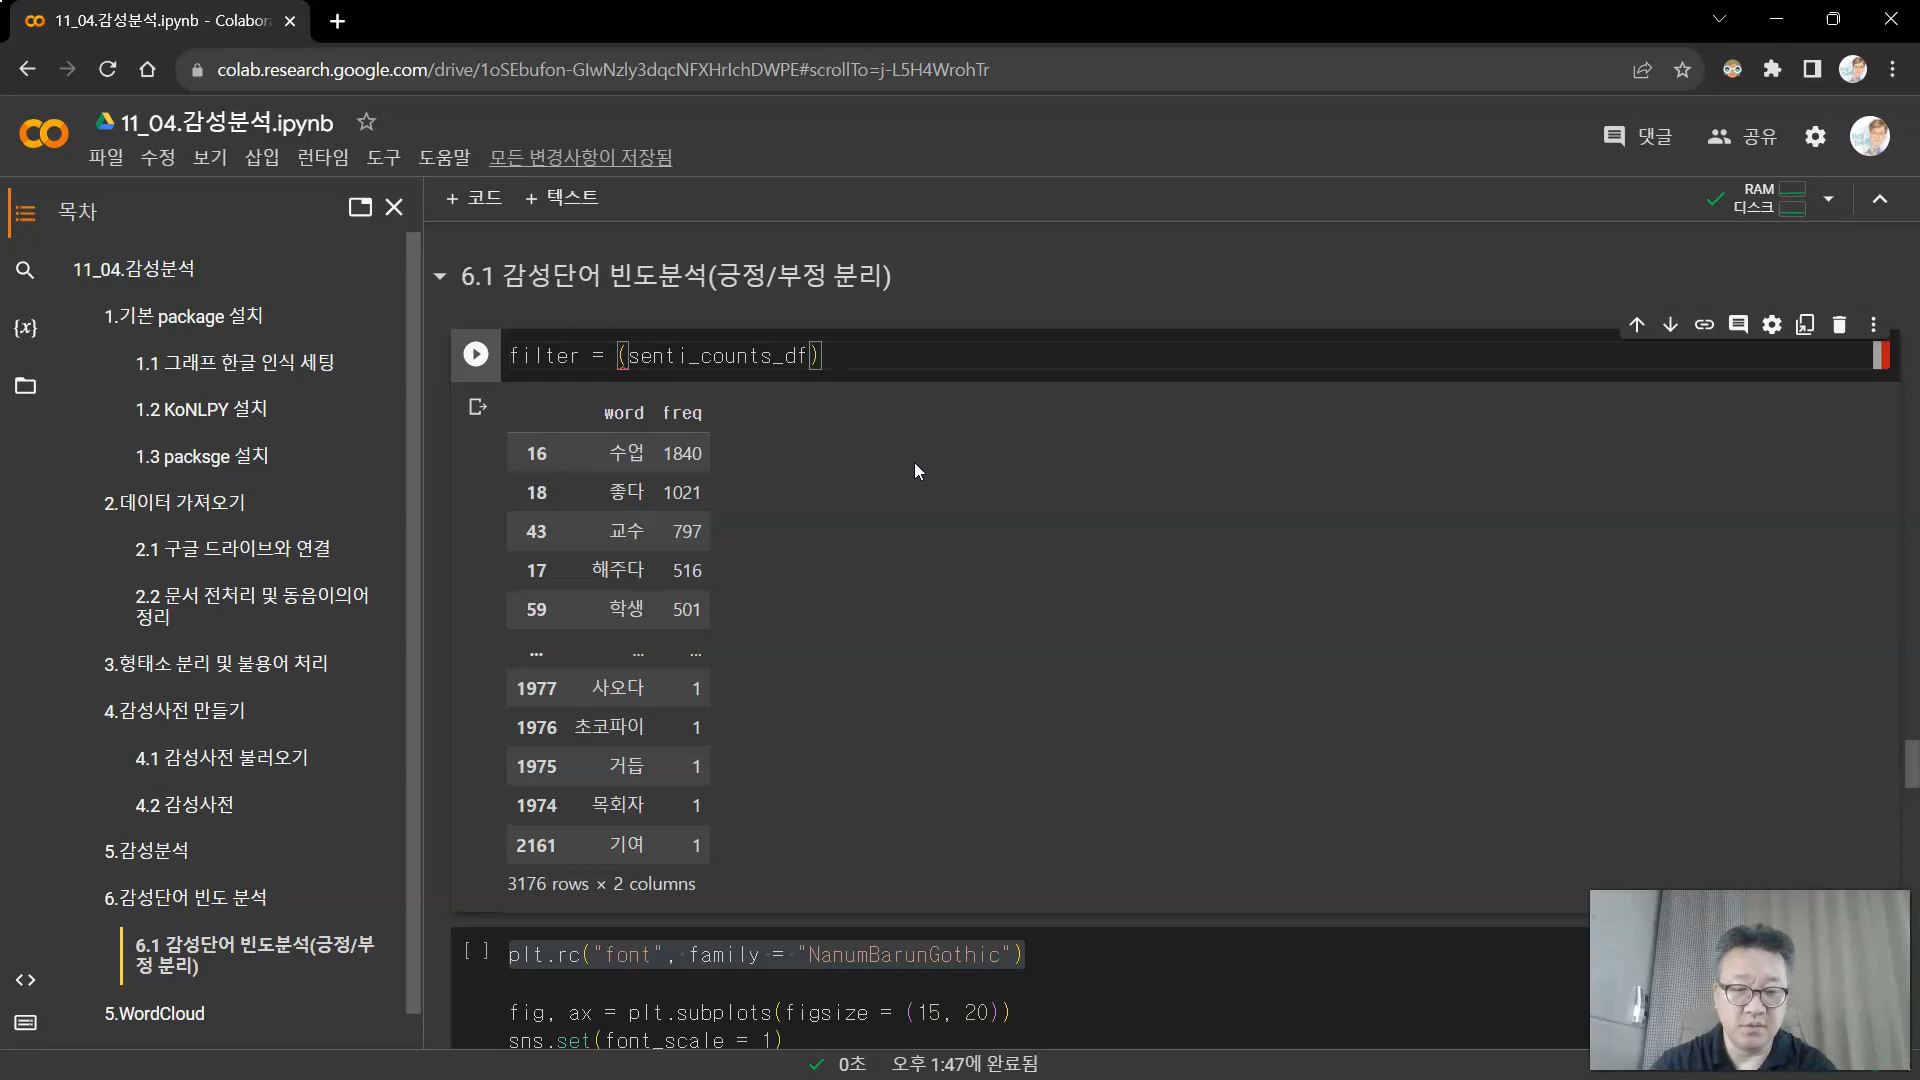 11_04.감성분석.ipynb - Colabora
colab.research.google.com/drive/1oSEbufon-GIwNzly3dqcNFXHrIchDWPE#scrollTo=j-L5H4WrohTr
11_04.감성분석.ipynb
파일 수정 보기 삽입 런타임 도구 도움말 모든 변경사항이 저장됨
댓글 공유
목차
+ 코드 + 텍스트
RAM
디스크
11_04.감성분석
1.기본 package 설치
1.1 그래프 한글 인식 세팅
1.2 KoNLPY 설치
1.3 packsge 설치
2.데이터 가져오기
2.1 구글 드라이브와 연결
2.2 문서 전처리 및 동음이의어
정리
3.형태소 분리 및 불용어 처리
4.감성사전 만들기
4.1 감성사전 불러오기
4.2 감성사전
5.감성분석
6.감성단어 빈도 분석
6.1 감성단어 빈도분석(긍정/부
정 분리)
5.WordCloud
6.1 감성단어 빈도분석(긍정/부정 분리)
filter = (senti_counts_df)
word freq
16 수업 1840
18 좋다 1021
43 교수 797
17 해주다 516
59 학생 501
... ... ...
1977 사오다 1
1976 초코파이 1
1975 거듭 1
1974 목회자 1
2161 기여 1
3176 rows × 2 columns
[ ] plt.rc("font", family = "NanumBarunGothic")
fig, ax = plt.subplots(figsize = (15, 20))
sns.set(font_scale = 1)
0초 오후 1:47에 완료됨